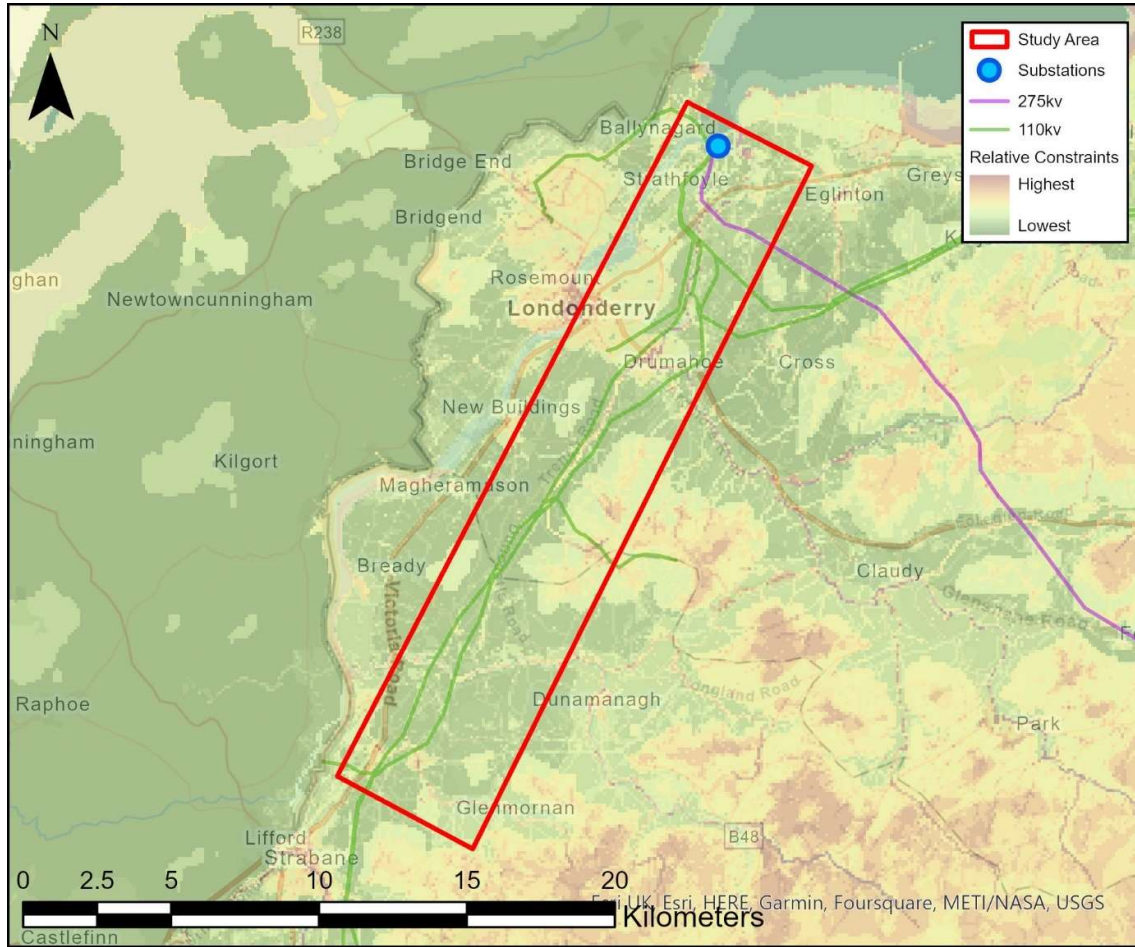 N
R238
Study Area
Substations
275kv
110kv
Relative Constraints
Highest
Lowest
Ballynagard
Bridge End
Strathfoyle
Greys
Eglinton
Bridgend
ghan
Rosemount
Newtowncunningham
Londonderry
Drumahoe
Cross
New Buildings
ningham
Kilgort
Magheramason
Bready
Claudy
Glenshane Road
Victoria Road
Raphoe
Dunamanagh
Longland Road
Park
Glenmornan
B48
Lifford
Strabane
0 2.5 5 10 15 20
Kilometers
Esri UK, Esri, HERE, Garmin, Foursquare, METI/NASA, USGS
Castlefinn